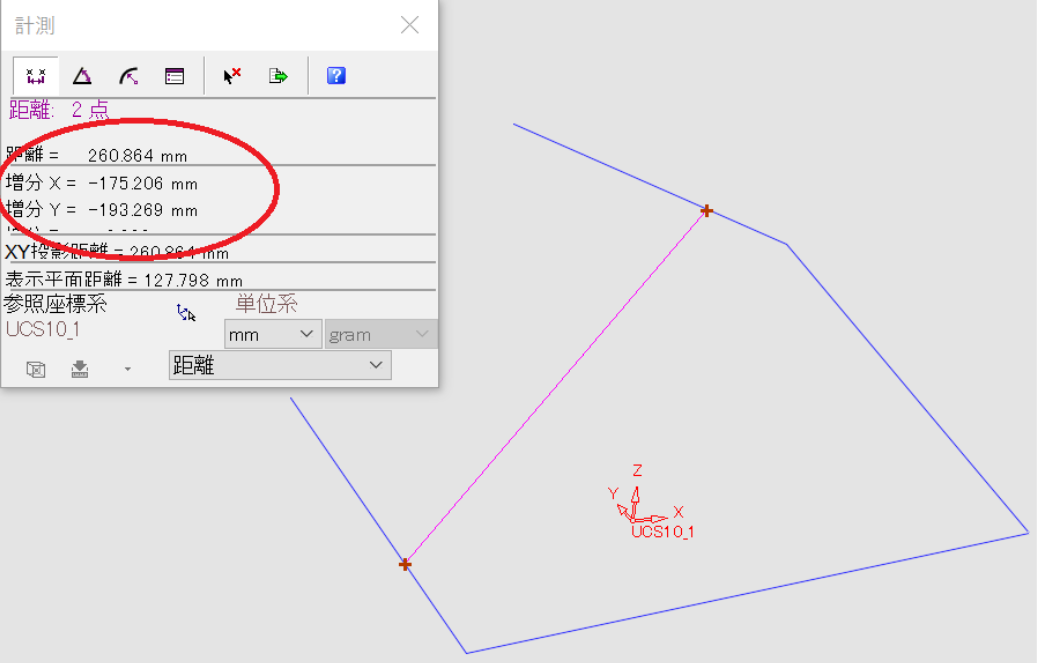 計測
距離: 2 点
距離 = 260.864 mm
増分 X = -175.206 mm
増分 Y = -193.269 mm
XY投影距離 = 260.864 mm
表示平面距離 = 127.798 mm
参照座標系 単位系
UCS10_1
mm gram
距離
Z
Y
X
UCS10_1